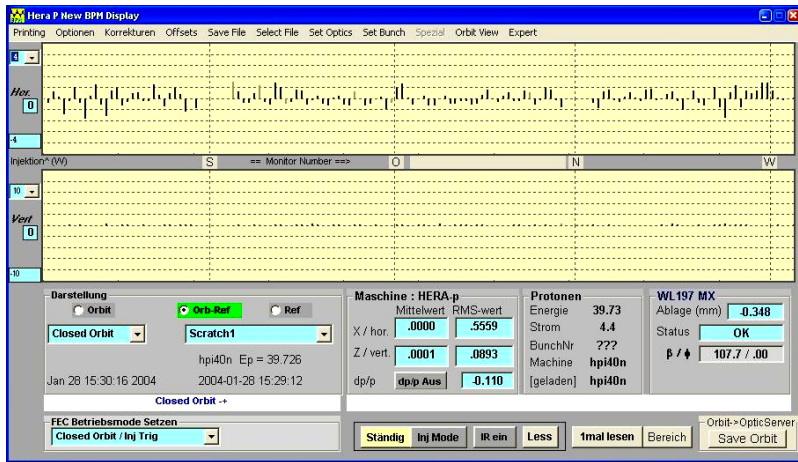 Hera P New BPM Display
Printing Optionen Korrekturen Offsets Save File Select File Set Optics Set Bunch Spezial Orbit View Expert
4
Hor.
0
-4
Injektion^ (W) S == Monitor Number ==> O N W
10
Vert
0
-10
Darstellung
Orbit Orb-Ref Ref
Closed Orbit Scratch1
hpi40n Ep = 39.726
Jan 28 15:30:16 2004 2004-01-28 15:29:12
Closed Orbit -+
FEC Betriebsmode Setzen
Closed Orbit / Inj Trig
Maschine : HERA-p
Mittelwert RMS-wert
X / hor. .0000 .5559
Z / vert. .0001 .0893
dp/p dp/p Aus -0.110
Protonen
Energie 39.73
Strom 4.4
BunchNr ???
Machine hpi40n
[geladen] hpi40n
WL197 MX
Ablage (mm) -0.348
Status OK
β / ϕ 107.7 / .00
Ständig Inj Mode IR ein Less 1mal lesen Bereich
Orbit->OpticServer
Save Orbit